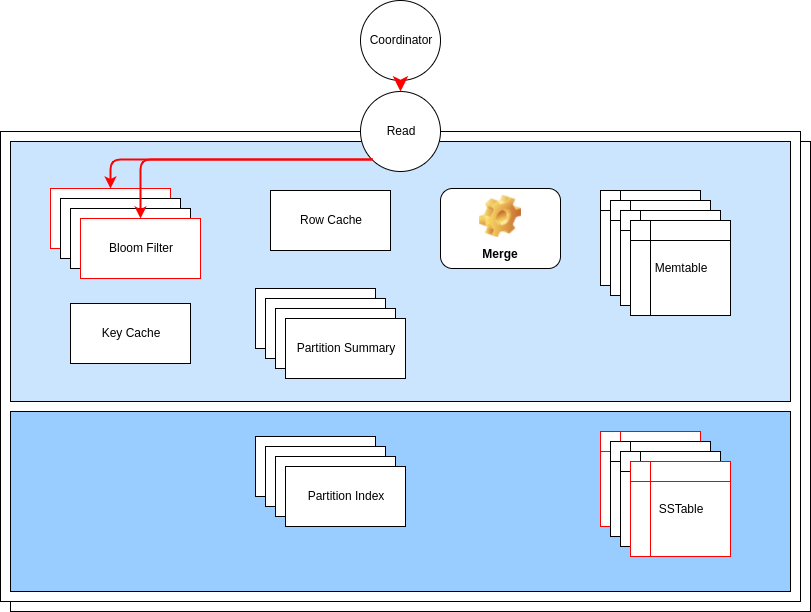 Coordinator
Read
Bloom Filter
Row Cache
Merge
Memtable
Key Cache
Partition Summary
Partition Index
SSTable